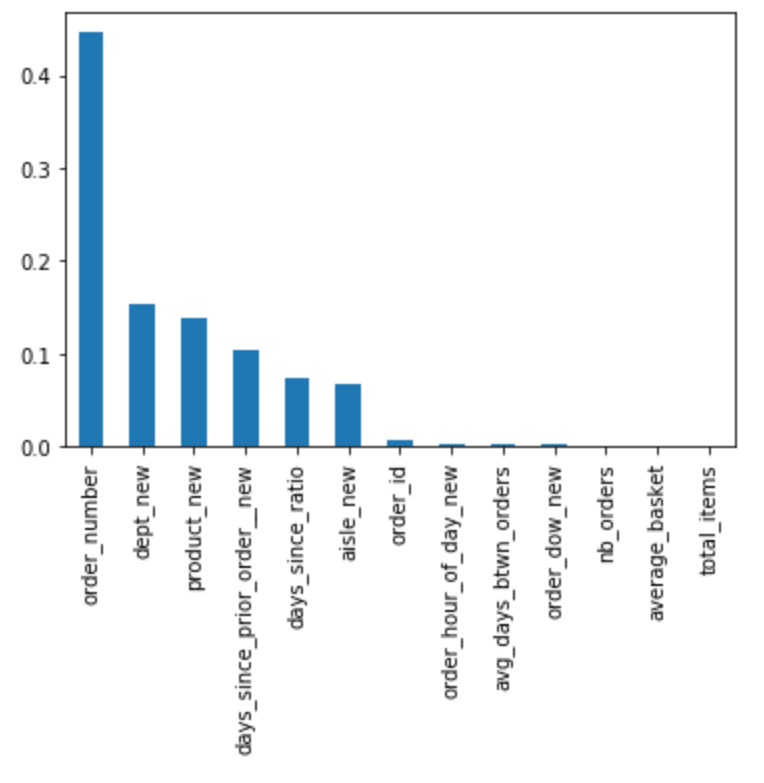 0.4
0.3
0.2
0.1
0.0
order_number
dept_new
product_new
days_since_prior_order__new
days_since_ratio
aisle_new
order_id
order_hour_of_day_new
avg_days_btwn_orders
order_dow_new
nb_orders
average_basket
total_items